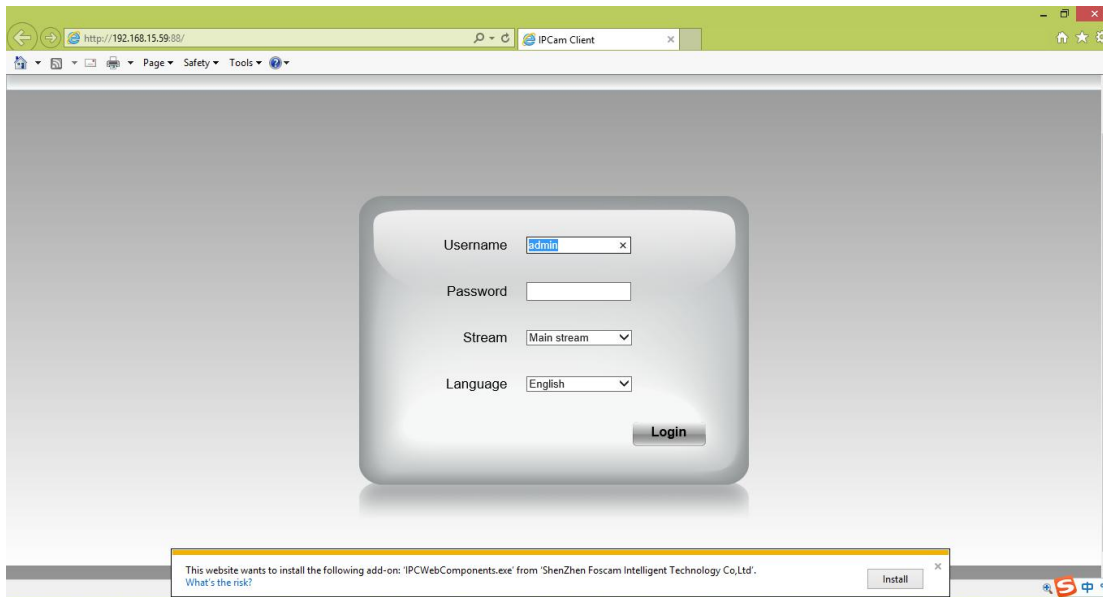 http://192.168.15.59:88/
IPCam Client
Page Safety Tools
Username admin
Password
Stream Main stream
Language English
Login
This website wants to install the following add-on: 'IPCWebComponents.exe' from 'ShenZhen Foscam Intelligent Technology Co,Ltd'.
What's the risk?
Install
中